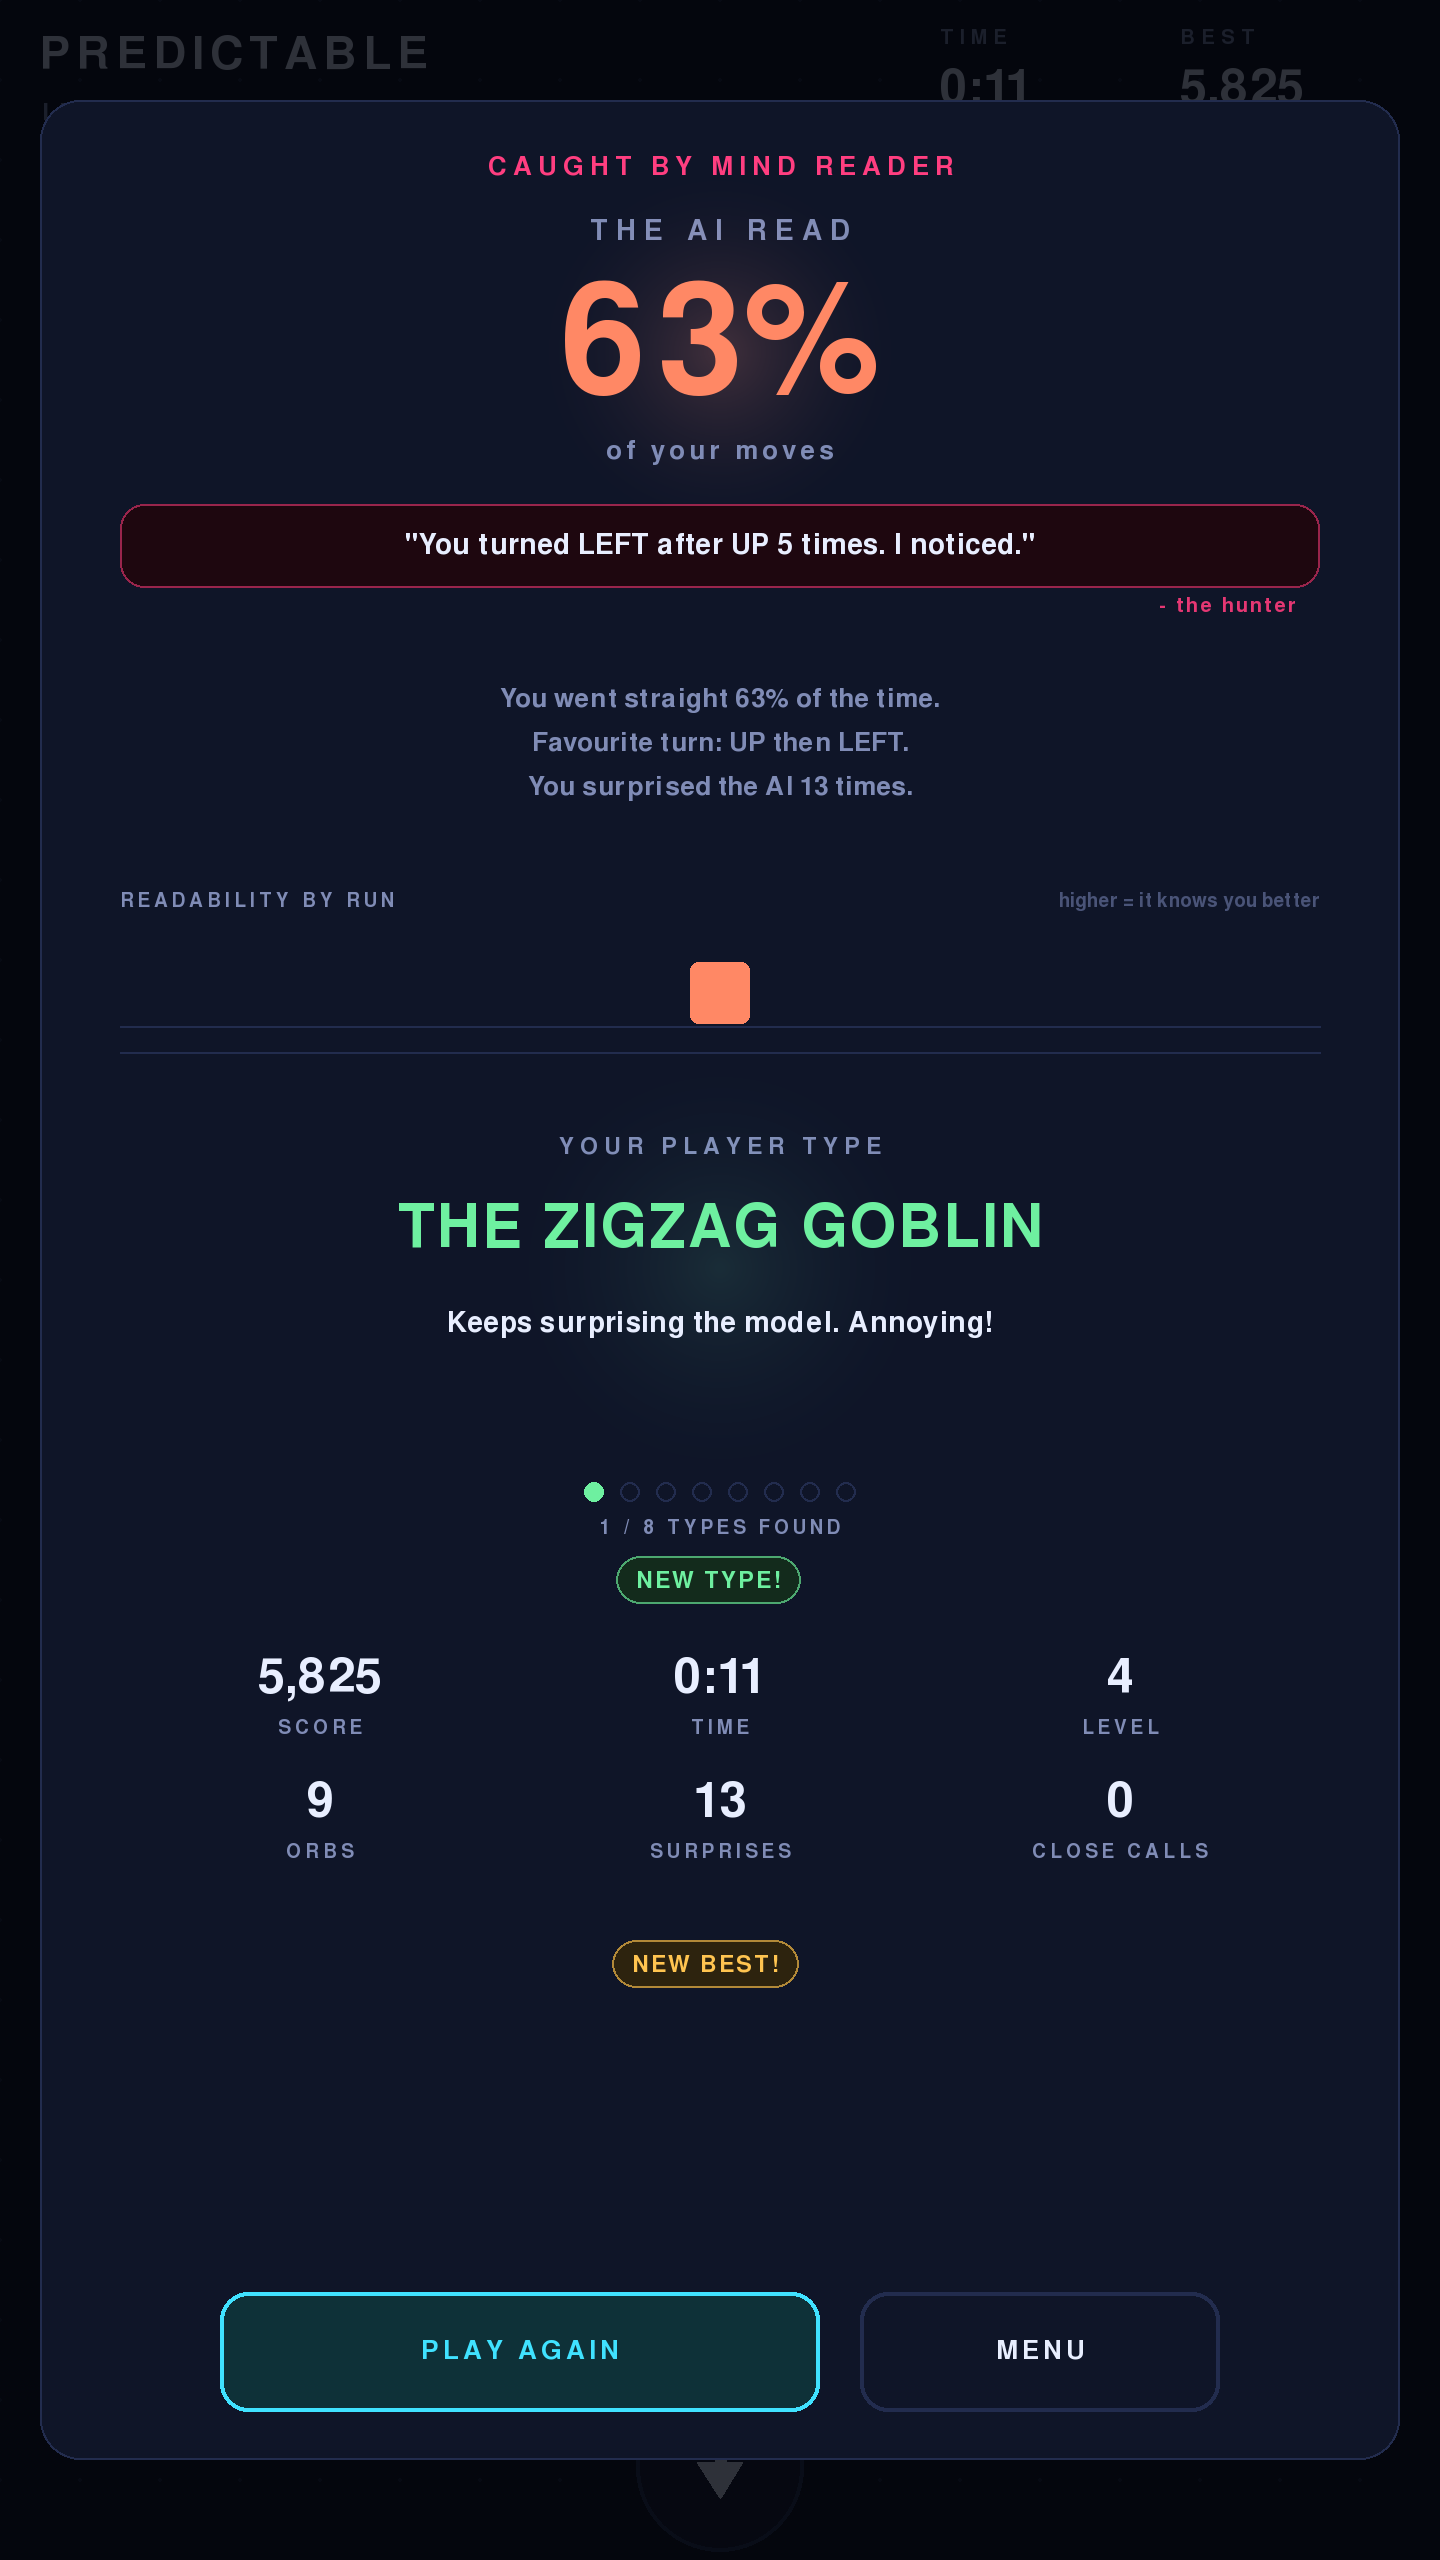 PREDICTABLE
TIME
BEST
0:11
5,825
CAUGHT BY MIND READER
THE AI READ
63%
of your moves
"You turned LEFT after UP 5 times. I noticed."
- the hunter
You went straight 63% of the time.
Favourite turn: UP then LEFT.
You surprised the AI 13 times.
READABILITY BY RUN
higher = it knows you better
YOUR PLAYER TYPE
THE ZIGZAG GOBLIN
Keeps surprising the model. Annoying!
1 / 8 TYPES FOUND
NEW TYPE!
5,825
0:11
4
SCORE
TIME
LEVEL
9
13
0
ORBS
SURPRISES
CLOSE CALLS
NEW BEST!
PLAY AGAIN
MENU